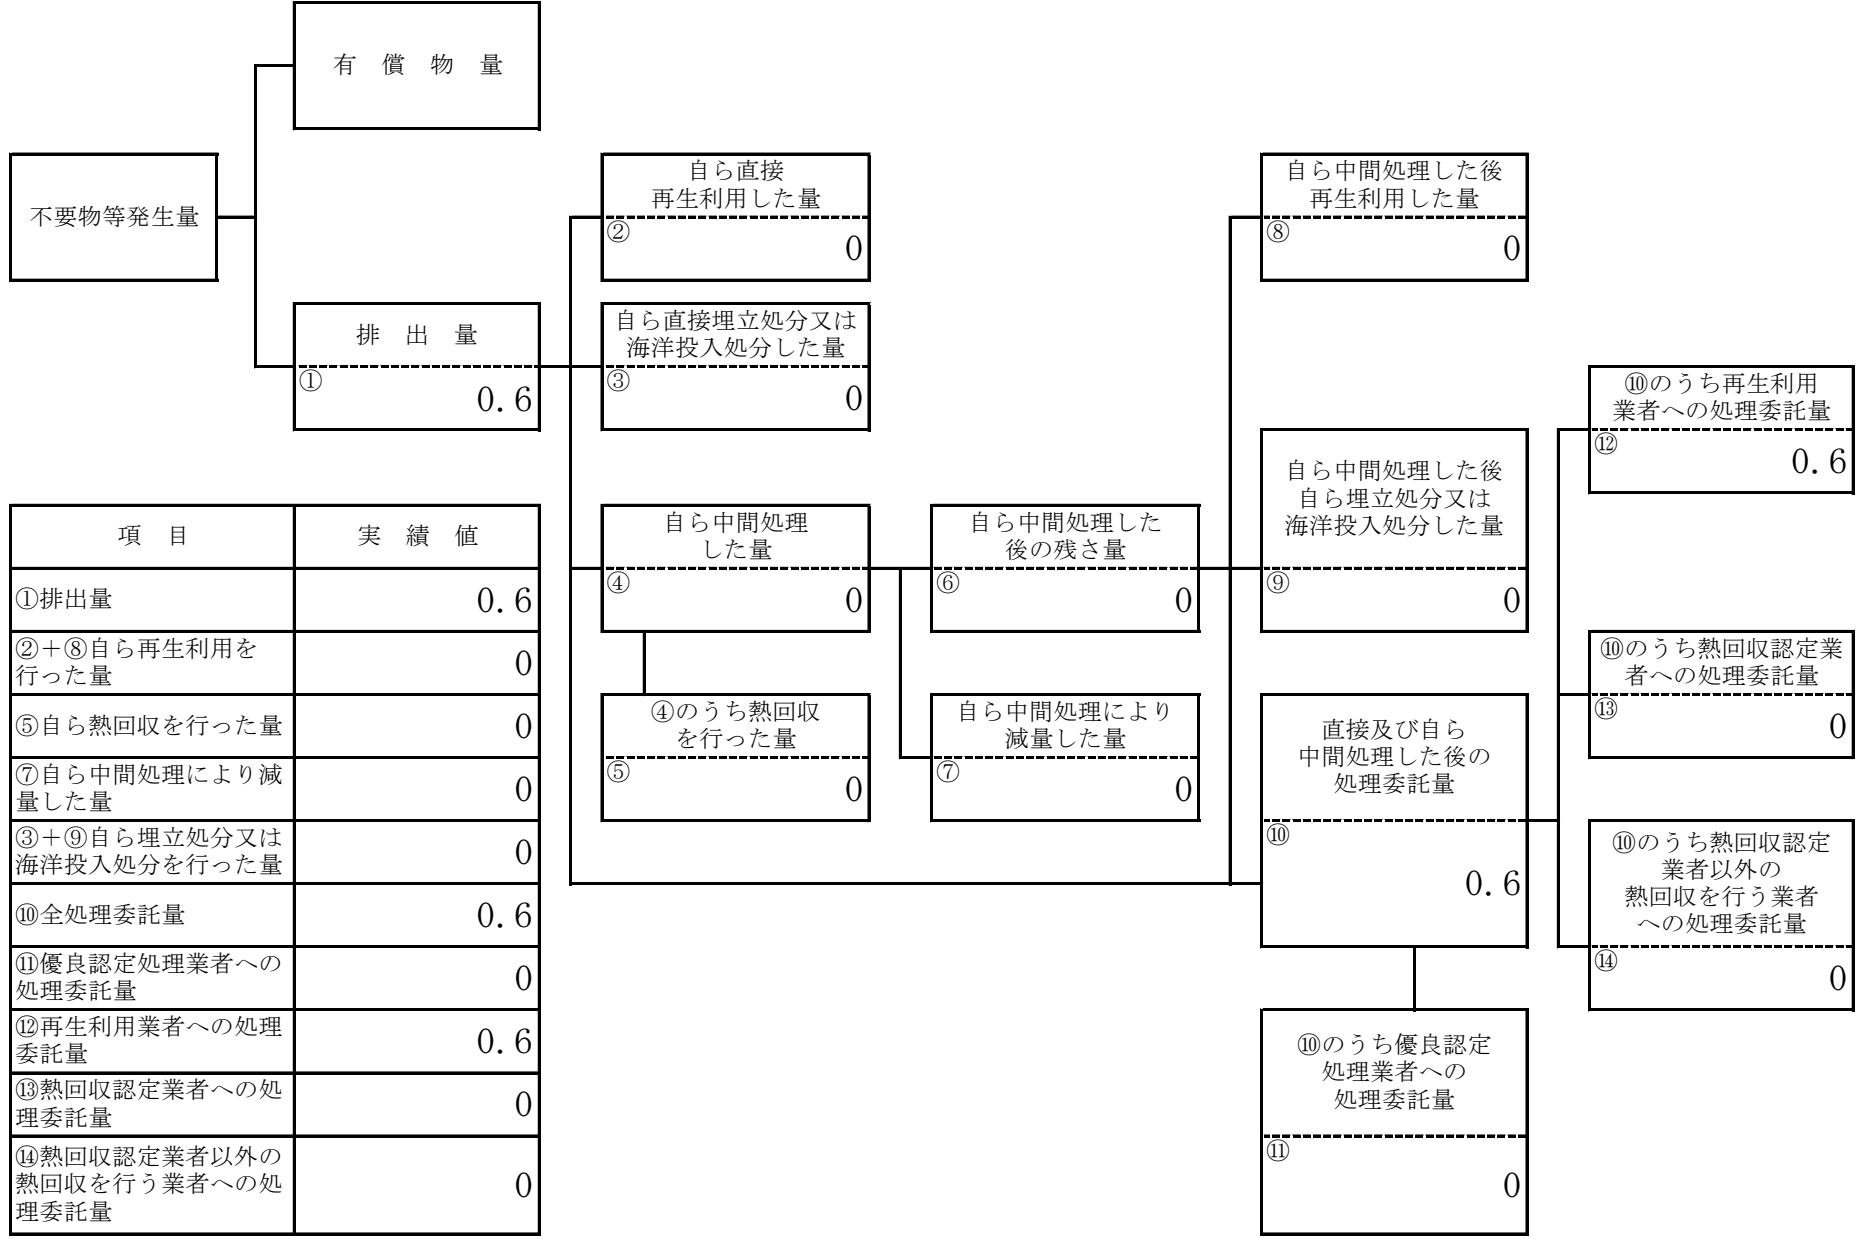 有　償　物　量
不要物等発生量
排　出　量
①
0.6
自ら直接
再生利用した量
②
0
自ら直接埋立処分又は
海洋投入処分した量
③
0
自ら中間処理
した量
④
0
④のうち熱回収
を行った量
⑤
0
自ら中間処理した
後の残さ量
⑥
0
自ら中間処理により
減量した量
⑦
0
自ら中間処理した後
再生利用した量
⑧
0
自ら中間処理した後
自ら埋立処分又は
海洋投入処分した量
⑨
0
直接及び自ら
中間処理した後の
処理委託量
⑩
0.6
⑩のうち優良認定
処理業者への
処理委託量
⑪
0
⑩のうち再生利用
業者への処理委託量
⑫
0.6
⑩のうち熱回収認定業
者への処理委託量
⑬
0
⑩のうち熱回収認定
業者以外の
熱回収を行う業者
への処理委託量
⑭
0
項　目　実　績　値
①排出量 0.6
②＋⑧自ら再生利用を
行った量
0
⑤自ら熱回収を行った量 0
⑦自ら中間処理により減
量した量
0
③＋⑨自ら埋立処分又は
海洋投入処分を行った量
0
⑩全処理委託量 0.6
⑪優良認定処理業者への
処理委託量
0
⑫再生利用業者への処理
委託量
0.6
⑬熱回収認定業者への処
理委託量
0
⑭熱回収認定業者以外の
熱回収を行う業者への処
理委託量
0